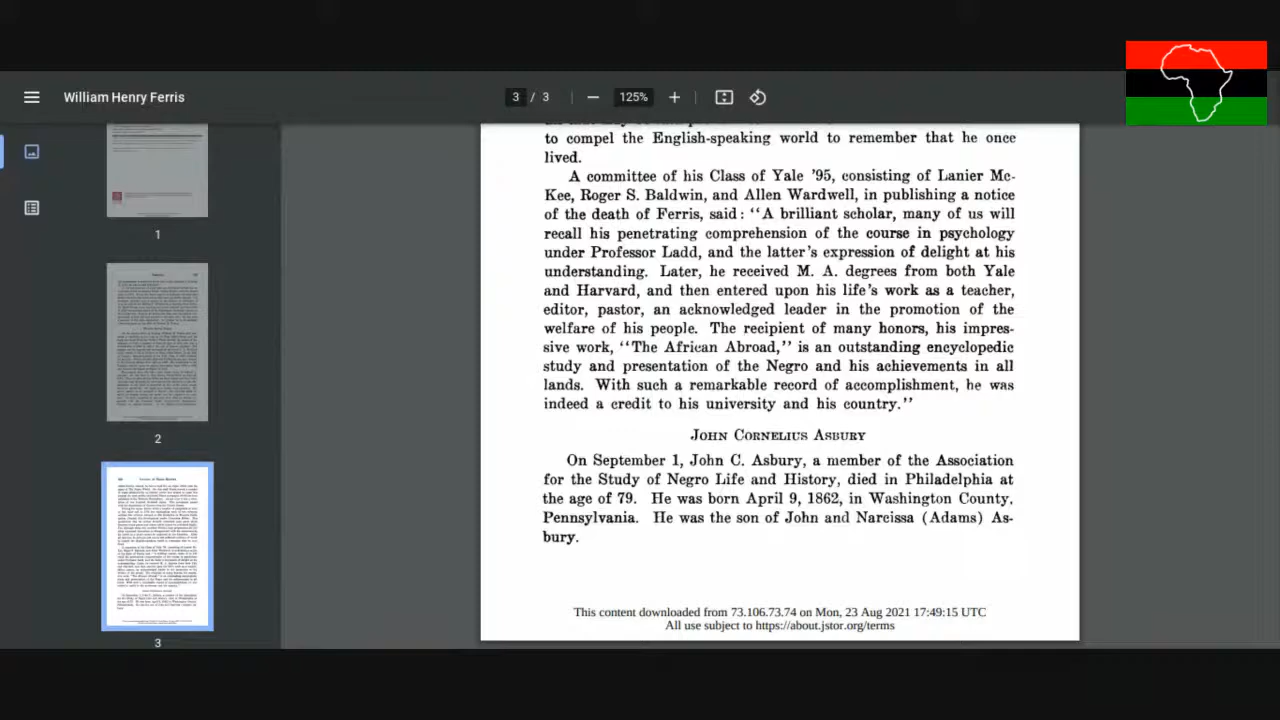 William Henry Ferris
3 / 3
125%
to compel the English-speaking world to remember that he once
lived.
A committee of his Class of Yale '95, consisting of Lanier Mc-
Kee, Roger S. Baldwin, and Allen Wardwell, in publishing a notice
of the death of Ferris, said: "A brilliant scholar, many of us will
recall his penetrating comprehension of the course in psychology
under Professor Ladd, and the latter's expression of delight at his
understanding. Later, he received M. A. degrees from both Yale
and Harvard, and then entered upon his life's work as a teacher,
editor, pastor, an acknowledged leader in the promotion of the
welfare of his people. The recipient of many honors, his impres-
sive work, "The African Abroad," is an outstanding encyclopedic
study and presentation of the Negro and his achievements in all
lands. With such a remarkable record of accomplishment, he was
indeed a credit to his university and his country."
John Cornelius Asbury
On September 1, John C. Asbury, a member of the Association
for the Study of Negro Life and History, died in Philadelphia at
the age of 79. He was born April 9, 1862, in Washington County,
Pennsylvania. He was the son of John and Narcissa (Adams) As-
bury.
This content downloaded from 73.106.73.74 on Mon, 23 Aug 2021 17:49:15 UTC
All use subject to https://about.jstor.org/terms
1
2
3